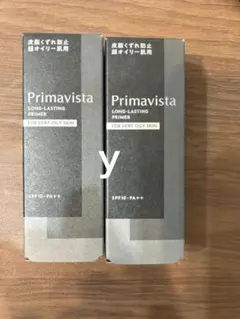 皮脂くずれ防止
超オイリー肌用
Primavista
LONG-LASTING
PRIMER
FOR VERY OILY SKIN
SPF10・PA++
皮脂くずれ防止
超オイリー肌用
Primavista
LONG-LASTING
PRIMER
FOR VERY OILY SKIN
SPF10・PA++
y